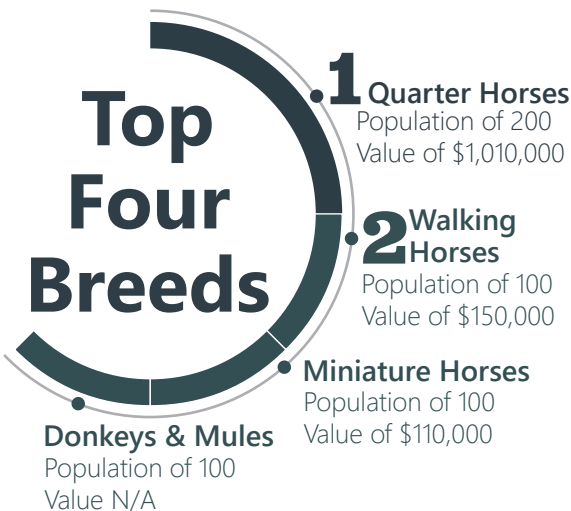 Top
Four
Breeds
1 Quarter Horses
Population of 200
Value of $1,010,000
2 Walking
Horses
Population of 100
Value of $150,000
Miniature Horses
Population of 100
Value of $110,000
Donkeys & Mules
Population of 100
Value N/A